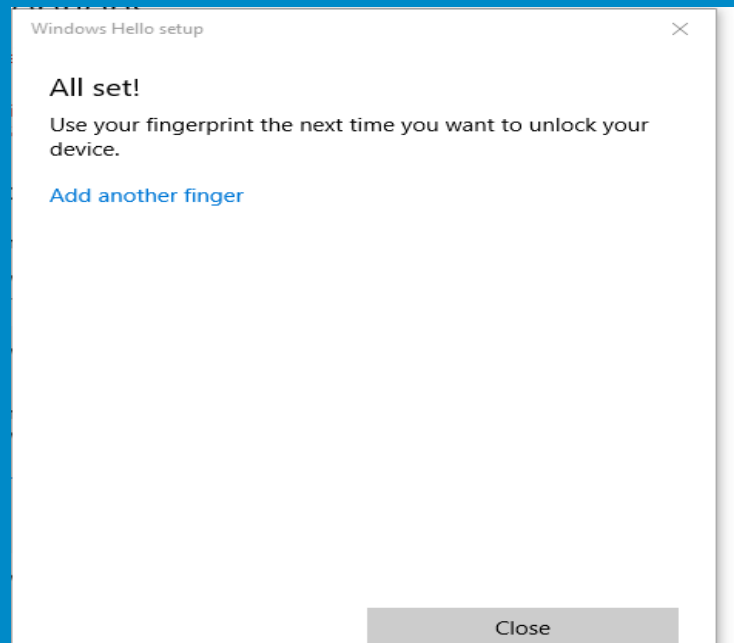 Windows Hello setup
All set!
Use your fingerprint the next time you want to unlock your
device.
Add another finger
Close